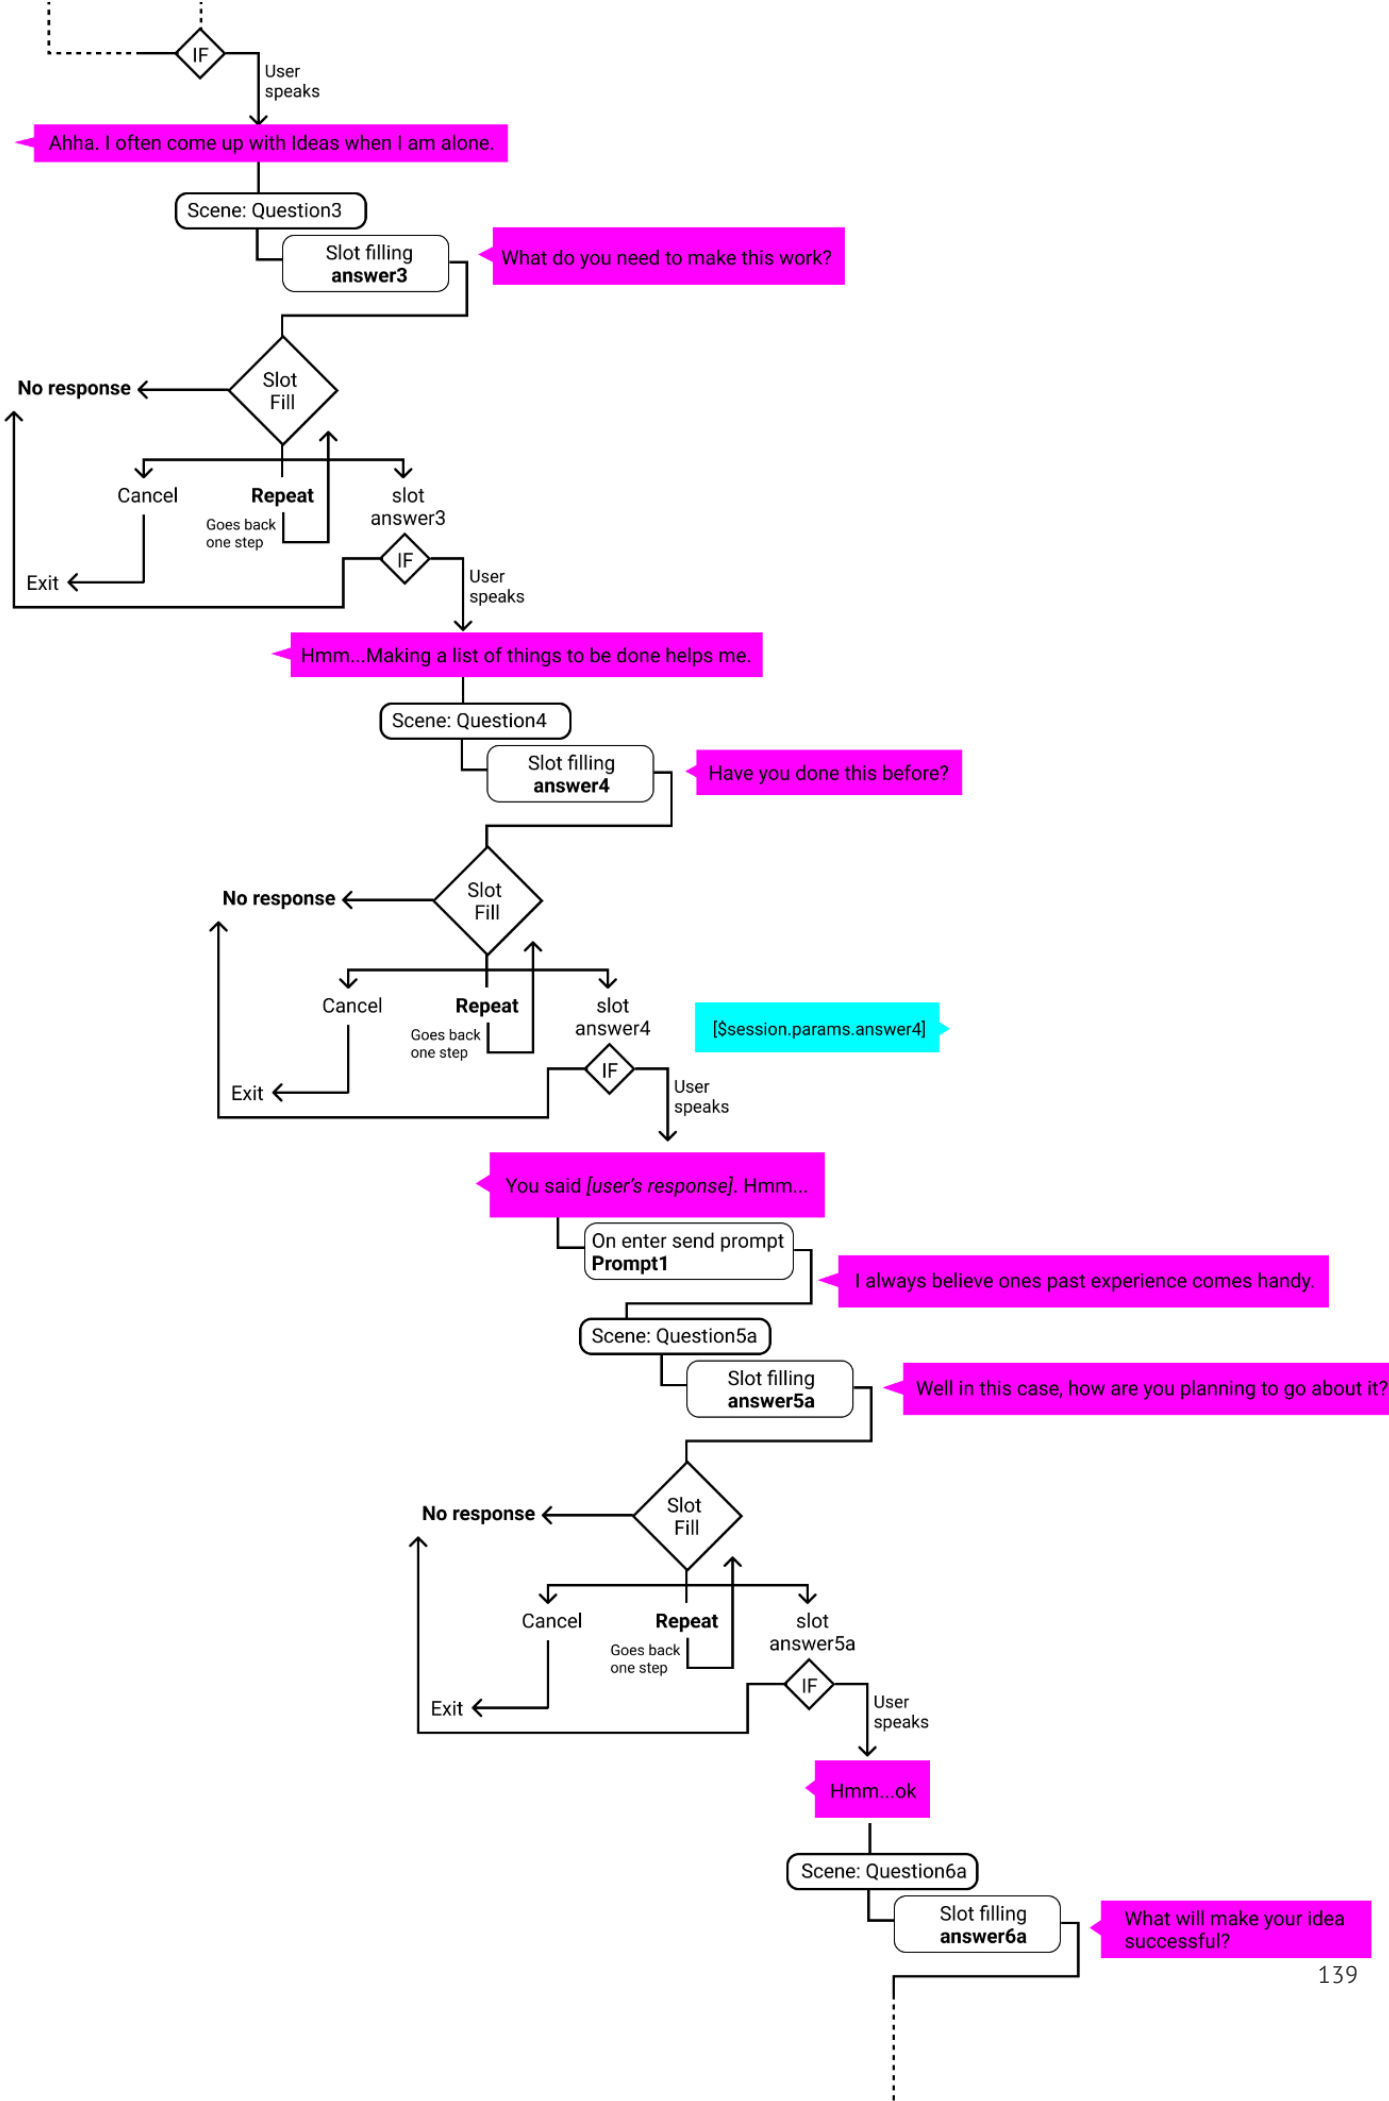 IF
User
speaks
Ahha. I often come up with Ideas when I am alone.
Scene: Question3
Slot filling
answer3
What do you need to make this work?
Slot
Fill
No response
Cancel
Repeat
Goes back
one step
slot
answer3
IF
Exit
User
speaks
Hmm...Making a list of things to be done helps me.
Scene: Question4
Slot filling
answer4
Have you done this before?
Slot
Fill
No response
Cancel
Repeat
Goes back
one step
slot
answer4
[$session.params.answer4]
IF
Exit
User
speaks
You said [user's response]. Hmm...
On enter send prompt
Prompt1
I always believe ones past experience comes handy.
Scene: Question5a
Slot filling
answer5a
Well in this case, how are you planning to go about it?
Slot
Fill
No response
Cancel
Repeat
Goes back
one step
slot
answer5a
IF
Exit
User
speaks
Hmm...ok
Scene: Question6a
Slot filling
answer6a
What will make your idea
successful?
139